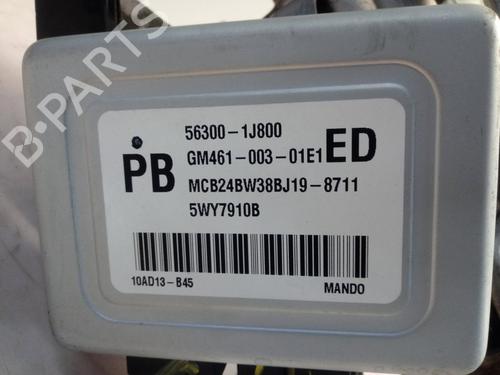 B-PARTS
56300-1J800
PB GM461-003-01E1 ED
MCB24BW38BJ19-8711
5WY7910B
10AD13-B45 MANDO